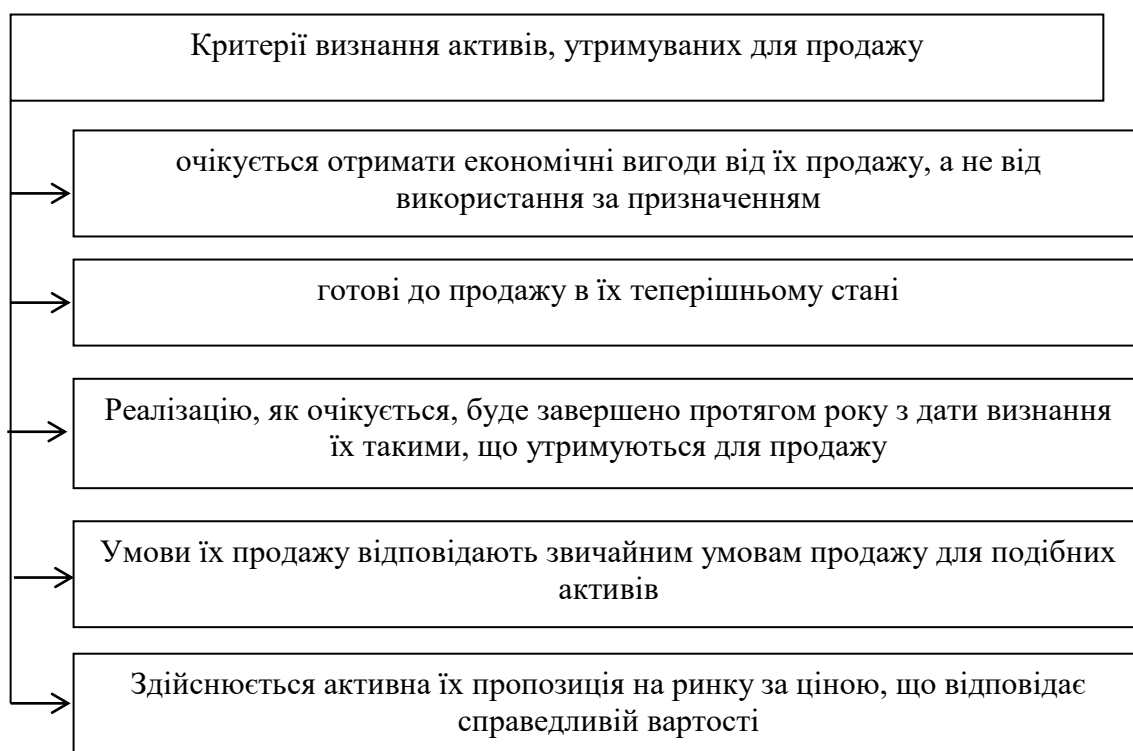 Критерії визнання активів, утримуваних для продажу
очікується отримати економічні вигоди від їх продажу, а не від
використання за призначенням
готові до продажу в їх теперішньому стані
Реалізацію, як очікується, буде завершено протягом року з дати визнання
їх такими, що утримуються для продажу
Умови їх продажу відповідають звичайним умовам продажу для подібних
активів
Здійснюється активна їх пропозиція на ринку за ціною, що відповідає
справедливій вартості